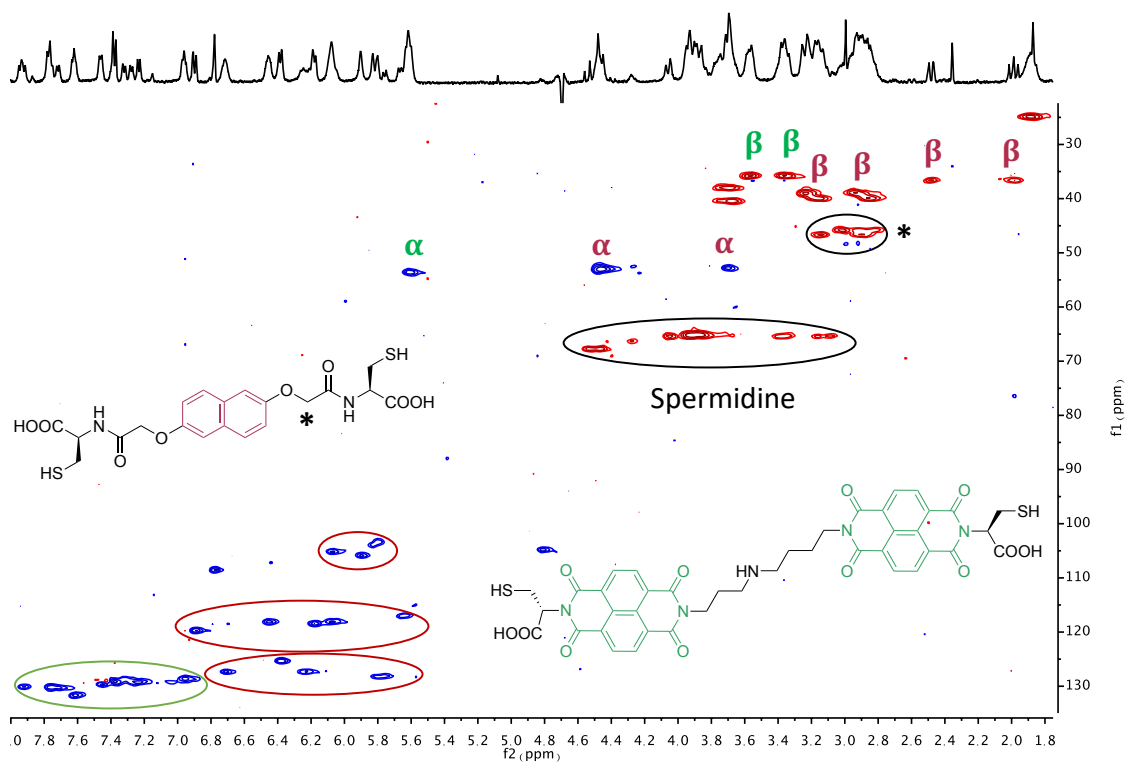 β β
β β β β
α α α
*
Spermidine
SH
O
O
N
H
COOH
*
HOOC
H
N
O
O
SH
O O
N N
O O
SH
COOH
HN
SH
HOOC
O O
N N
O O
30
40
50
60
70
80
90
100
110
120
130
f1 (ppm)
.0 7.8 7.6 7.4 7.2 7.0 6.8 6.6 6.4 6.2 6.0 5.8 5.6 5.4 5.2 5.0 4.8 4.6 4.4 4.2 4.0 3.8 3.6 3.4 3.2 3.0 2.8 2.6 2.4 2.2 2.0 1.8
f2 (ppm)